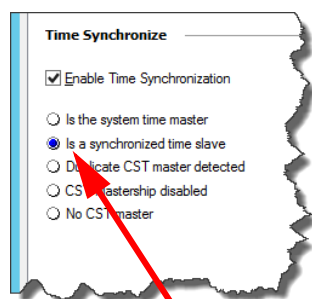 Time Synchronize
Enable Time Synchronization
Is the system time master
Is a synchronized time slave
Duplicate CST master detected
CST mastership disabled
No CST master